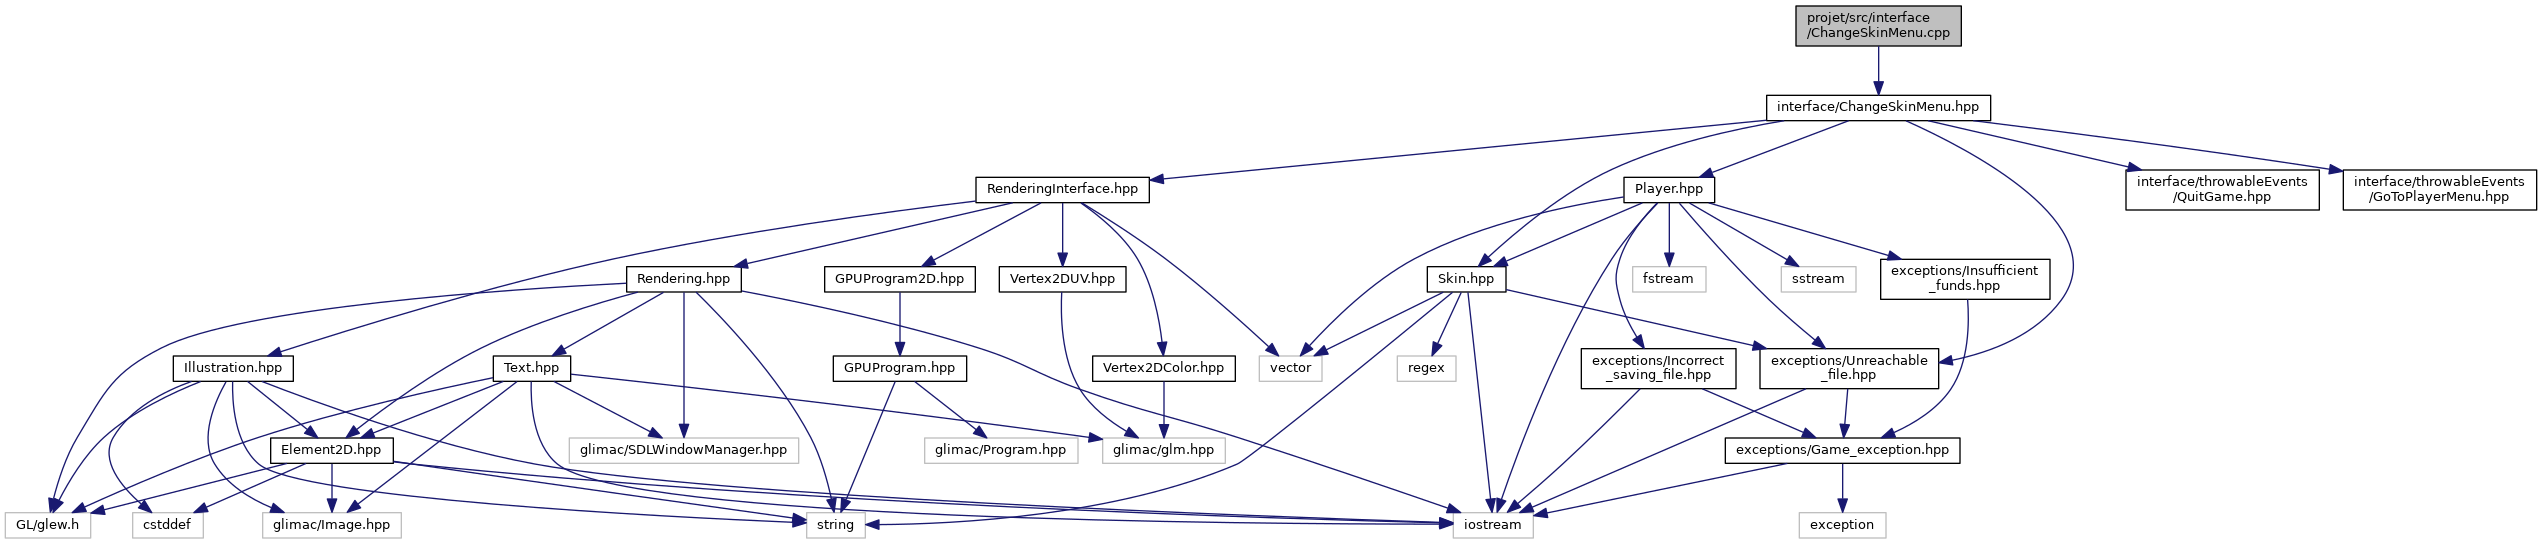 projet/src/interface
/ChangeSkinMenu.cpp
interface/ChangeSkinMenu.hpp
RenderingInterface.hpp
Player.hpp
interface/throwableEvents
/QuitGame.hpp
interface/throwableEvents
/GoToPlayerMenu.hpp
Rendering.hpp
GPUProgram2D.hpp
Vertex2DUV.hpp
Skin.hpp
fstream
sstream
exceptions/Insufficient
_funds.hpp
Illustration.hpp
Text.hpp
GPUProgram.hpp
Vertex2DColor.hpp
vector
regex
exceptions/Incorrect
_saving_file.hpp
exceptions/Unreachable
_file.hpp
Element2D.hpp
glimac/SDLWindowManager.hpp
glimac/Program.hpp
glimac/glm.hpp
exceptions/Game_exception.hpp
GL/glew.h
cstddef
glimac/Image.hpp
string
iostream
exception